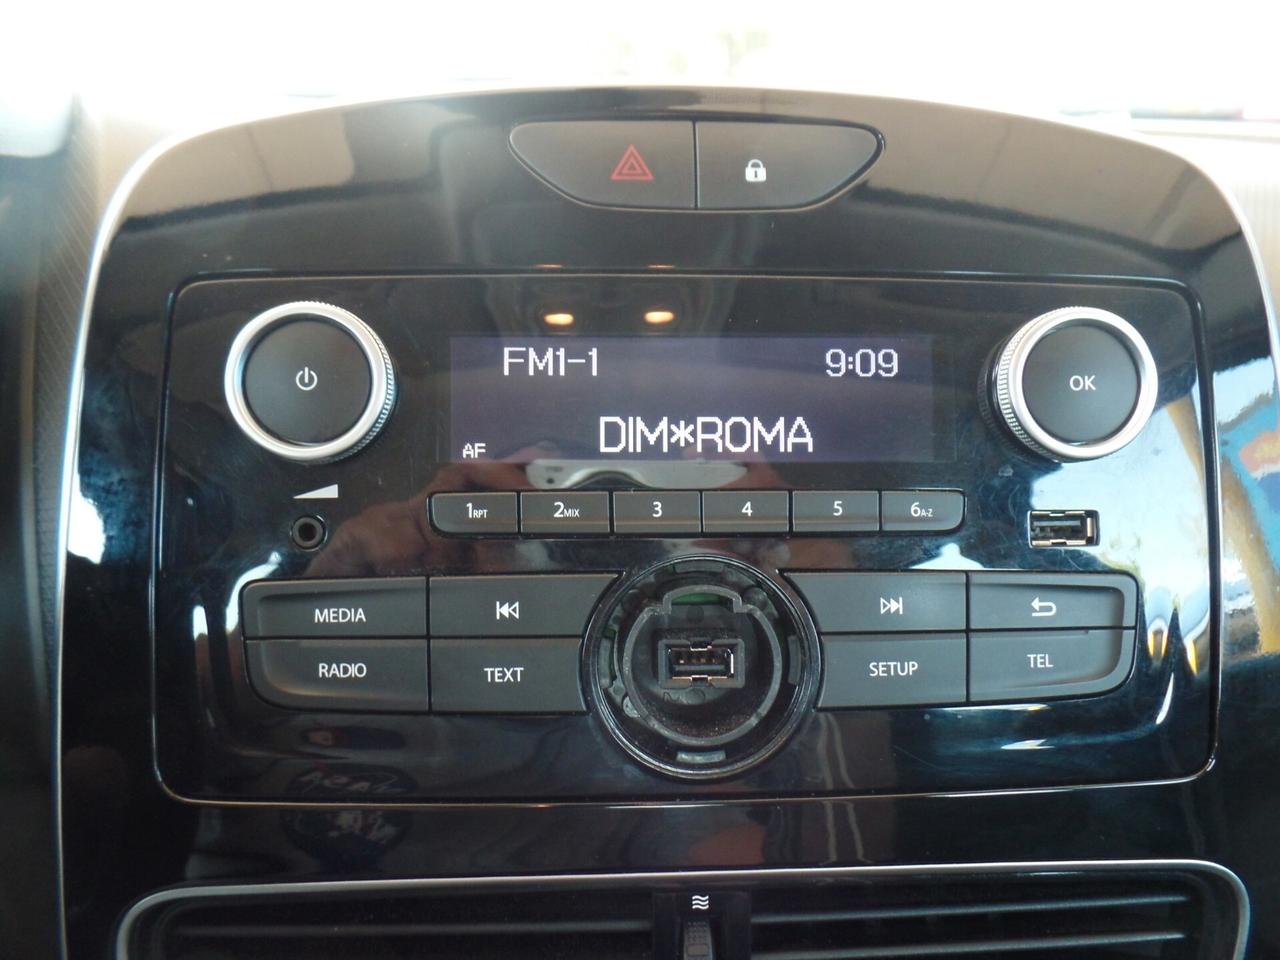 FM1-1 9:09
DIM*ROMA
AF
OK
1RPT 2MIX 3 4 5 6A-Z
MEDIA
RADIO TEXT SETUP TEL